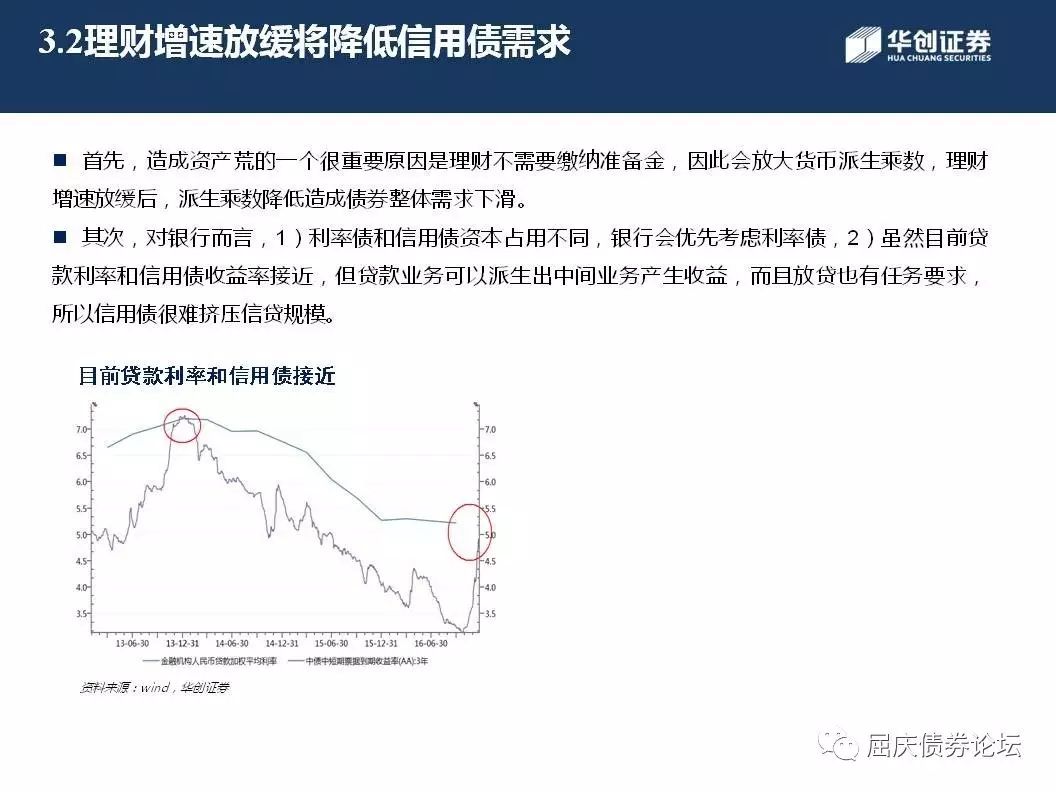 3.2理财增速放缓将降低信用债需求
华创证券
HUA CHUANG SECURITIES
■ 首先，造成资产荒的一个很重要原因是理财不需要缴纳准备金，因此会放大货币派生乘数，理财
增速放缓后，派生乘数降低造成债券整体需求下滑。
■ 其次，对银行而言，1）利率债和信用债资本占用不同，银行会优先考虑利率债，2）虽然目前贷
款利率和信用债收益率接近，但贷款业务可以派生出中间业务产生收益，而且放贷也有任务要求，
所以信用债很难挤压信贷规模。
目前贷款利率和信用债接近
7.0 7.0
6.5 6.5
6.0 6.0
5.5 5.5
5.0 5.0
4.5 4.5
4.0 4.0
3.5 3.5
13-06-30 13-12-31 14-06-30 14-12-31 15-06-30 15-12-31 16-06-30
金融机构人民币贷款加权平均利率 中债中短期票据到期收益率(AA):3年
资料来源：wind，华创证券
屈庆债券论坛